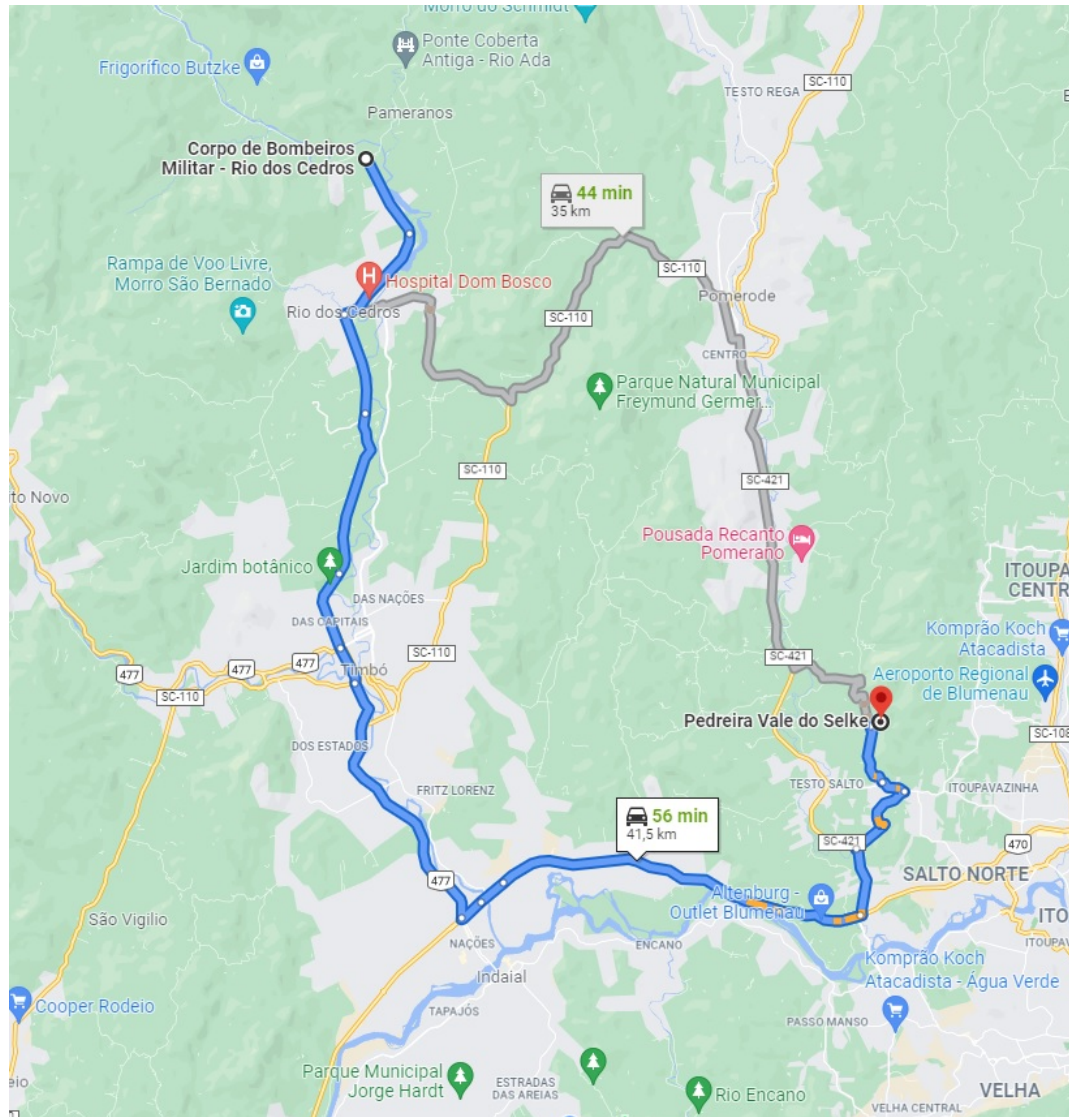 Morro do Schmidt
Ponte Coberta
Antiga - Rio Ada
Frigorífico Butzke
SC-110
TESTO REGA
Pameranos
Corpo de Bombeiros
Militar - Rio dos Cedros
44 min
35 km
Rampa de Voo Livre,
Morro São Bernado
Hospital Dom Bosco
SC-110
Pomerode
Rio dos Cedros
SC-110
CENTRO
Parque Natural Municipal
Freymund Germer...
SC-110
SC-421
to Novo
Pousada Recanto
Pomerano
Jardim botânico
ITOUPA
CENTR
DAS NAÇÕES
DAS CAPITAIS
Komprão Koch
Atacadista
SC-110
477
477
477
Timbó
SC-421
Aeroporto Regional
de Blumenau
SC-110
Pedreira Vale do Selke
SC-108
DOS ESTADOS
TESTO SALTO
ITOUPAVAZINHA
FRITZ LORENZ
56 min
41,5 km
SC-421
470
SALTO NORTE
477
Altenburg -
Outlet Blumenau
São Vigilio
NAÇÕES
ENCANO
ITO
ITOUPAV
Indaial
Komprão Koch
Atacadista - Água Verde
Cooper Rodeio
TAPAJÓS
PASSO MANSO
Parque Municipal
Jorge Hardt
ESTRADAS
DAS AREIAS
Rio Encano
VELHA
VELHA CENTRAL
eio